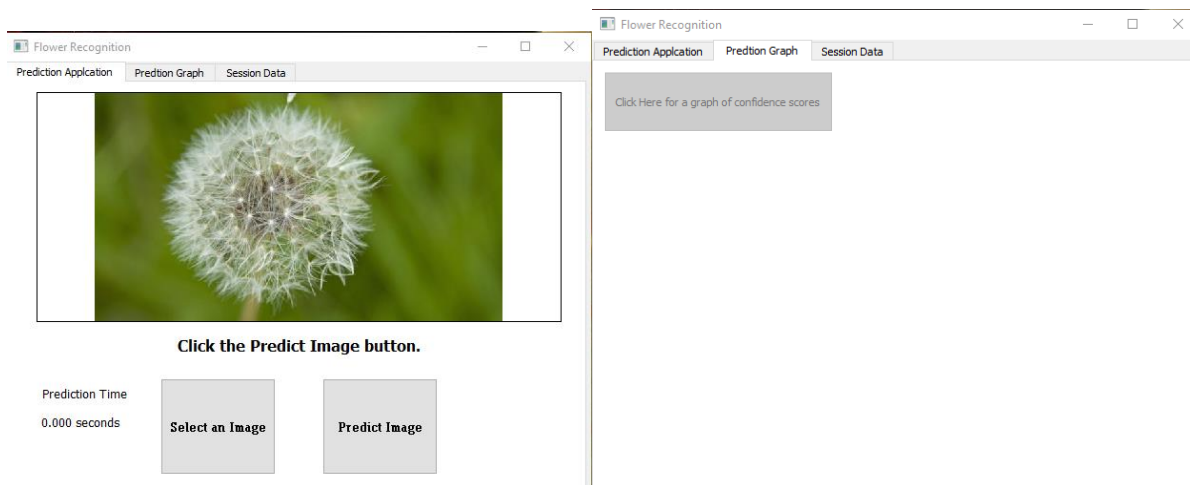 Flower Recognition
Prediction Applcation Predtion Graph Session Data
Click the Predict Image button.
Prediction Time
0.000 seconds
Select an Image
Predict Image
Flower Recognition
Prediction Applcation Predtion Graph Session Data
Click Here for a graph of confidence scores